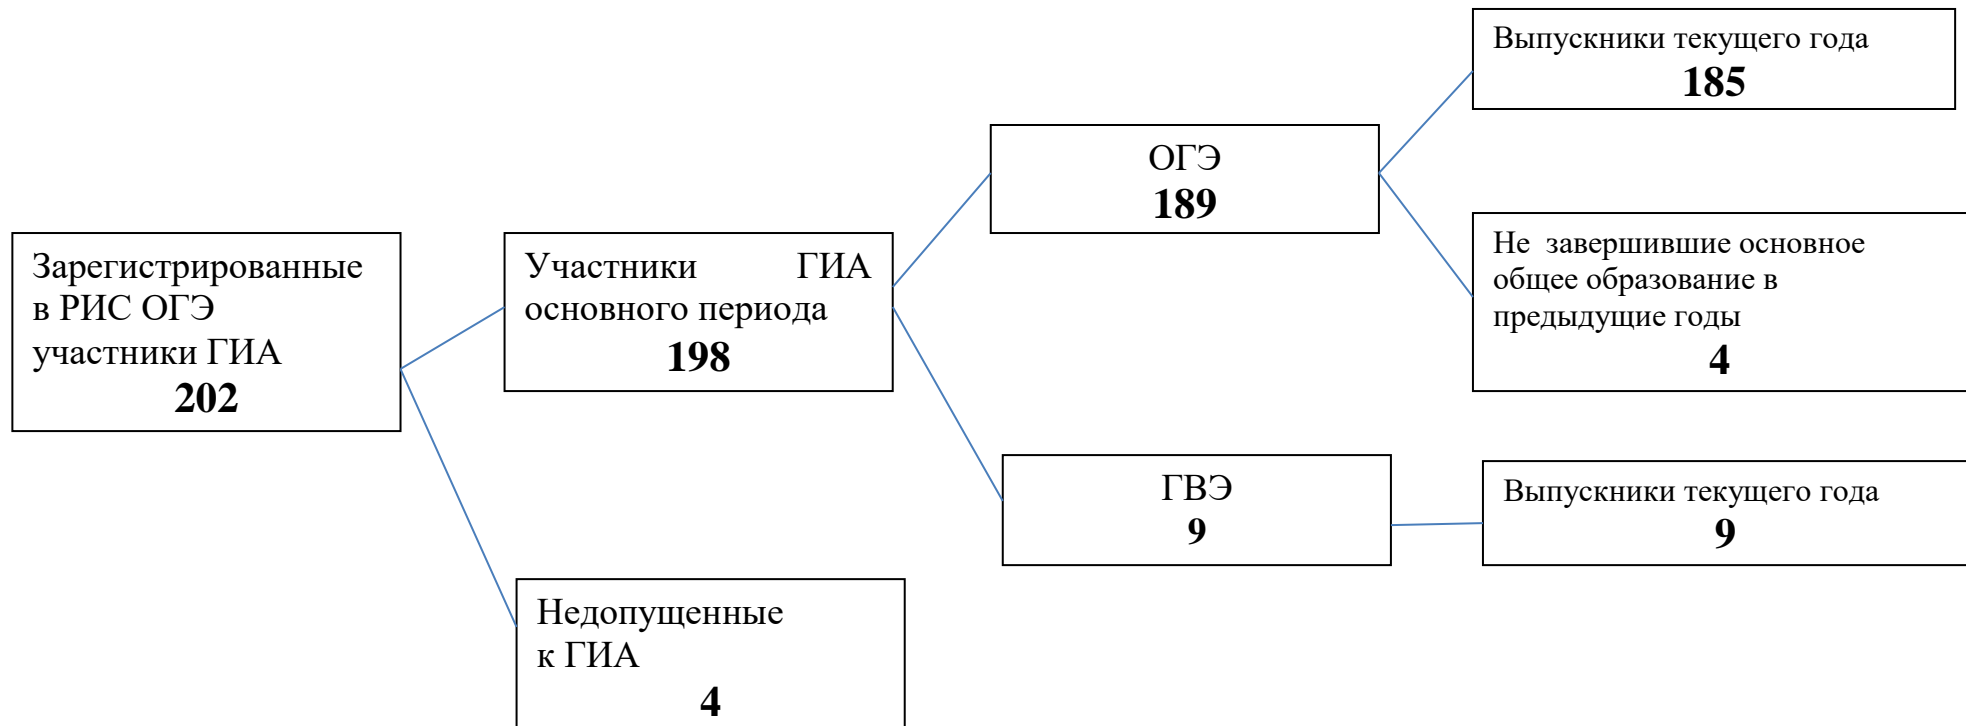 Зарегистрированные
в РИС ОГЭ
участники ГИА
202
Участники ГИА
основного периода
198
Недопущенные
к ГИА
4
ОГЭ
189
ГВЭ
9
Выпускники текущего года
185
Не завершившие основное
общее образование в
предыдущие годы
4
Выпускники текущего года
9